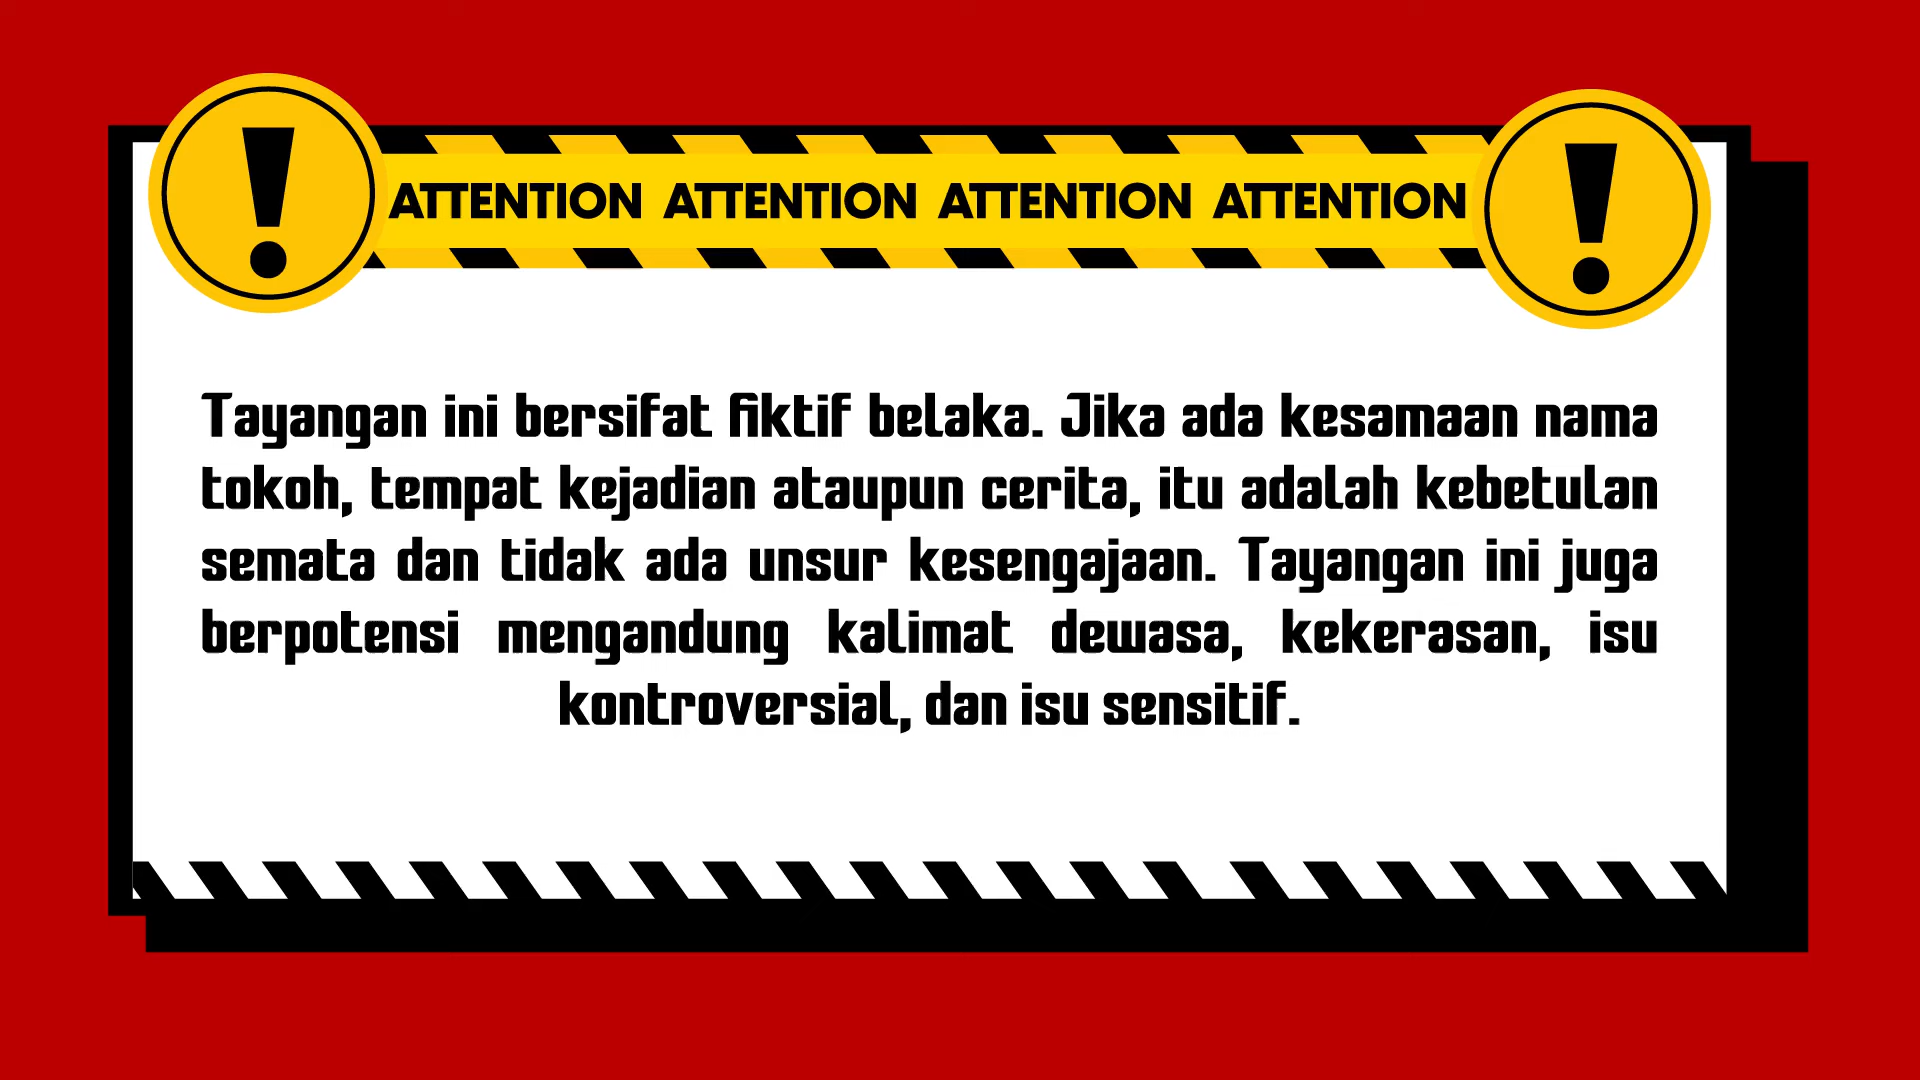 ! !
ATTENTION ATTENTION ATTENTION ATTENTION
Tayangan ini bersifat fiktif belaka. Jika ada kesamaan nama
tokoh, tempat kejadian ataupun cerita, itu adalah kebetulan
semata dan tidak ada unsur kesengajaan. Tayangan ini juga
berpotensi mengandung kalimat dewasa, kekerasan, isu
kontroversial, dan isu sensitif.